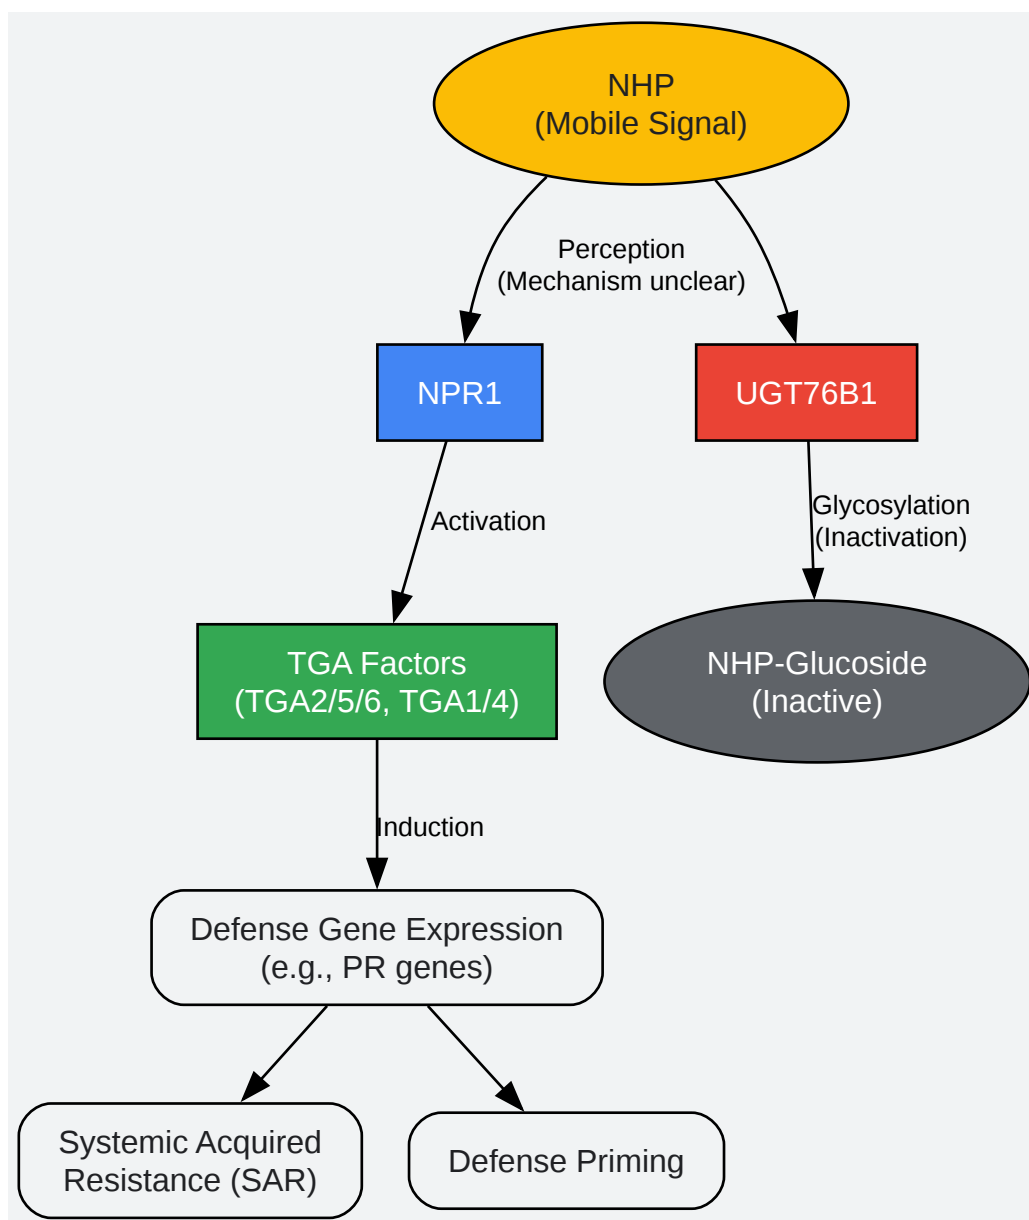 NHP
(Mobile Signal)
Perception
(Mechanism unclear)
NPR1
UGT76B1
Activation
Glycosylation
(Inactivation)
TGA Factors
(TGA2/5/6, TGA1/4)
NHP-Glucoside
(Inactive)
Induction
Defense Gene Expression
(e.g., PR genes)
Systemic Acquired
Resistance (SAR)
Defense Priming